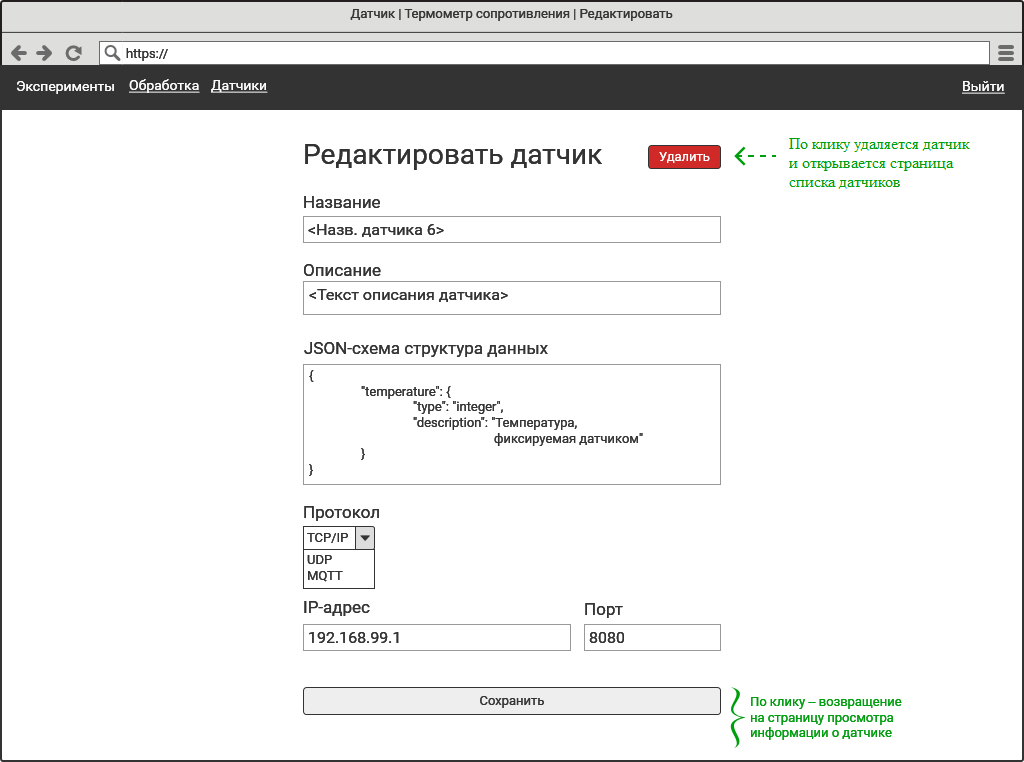 Датчик | Термометр сопротивления | Редактировать
https://
Эксперименты Обработка Датчики Выйти
Редактировать датчик
Удалить
По клику удаляется датчик
и открывается страница
списка датчиков
Название
<Назв. датчика 6>
Описание
<Текст описания датчика>
JSON-схема структура данных
{
"temperature": {
"type": "integer",
"description": "Температура,
фиксируемая датчиком"
}
}
Протокол
TCP/IP
UDP
MQTT
IP-адрес
192.168.99.1
Порт
8080
Сохранить
По клику – возвращение
на страницу просмотра
информации о датчике